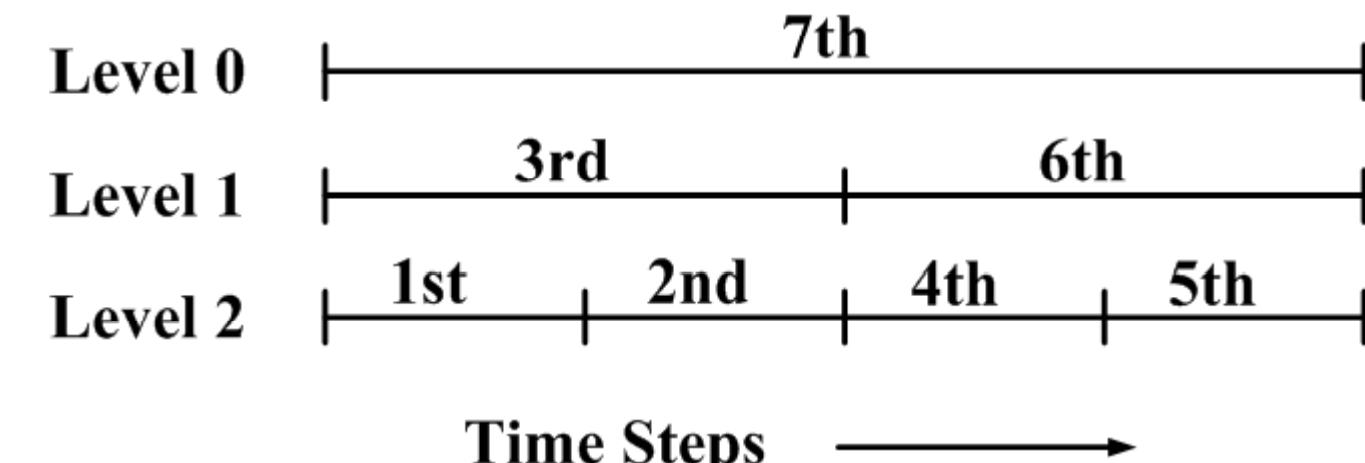 7th
Level 0
3rd 6th
Level 1
1st 2nd 4th 5th
Level 2
Time Steps